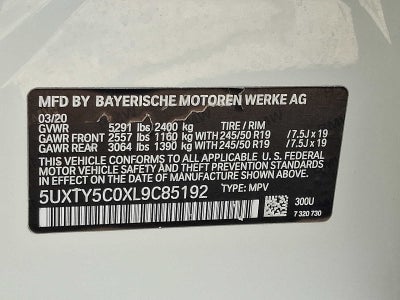 MFD BY BAYERISCHE MOTOREN WERKE AG
03/20
GVWR 5291 lbs 2400 kg TIRE / RIM
GAWR FRONT 2557 lbs 1160 kg WITH 245/50 R19 /7.5J x 19
GAWR REAR 3064 lbs 1390 kg WITH 245/50 R19 /7.5J x 19
THIS VEHICLE CONFORMS TO ALL APPLICABLE U.S. FEDERAL
MOTOR VEHICLE SAFETY, BUMPER, AND THEFT PREVENTION
STANDARDS IN EFFECT ON THE DATE OF MANUFACTURE SHOWN ABOVE.
5UXTY5C0XL9C85192 TYPE: MPV
300U
7 320 730